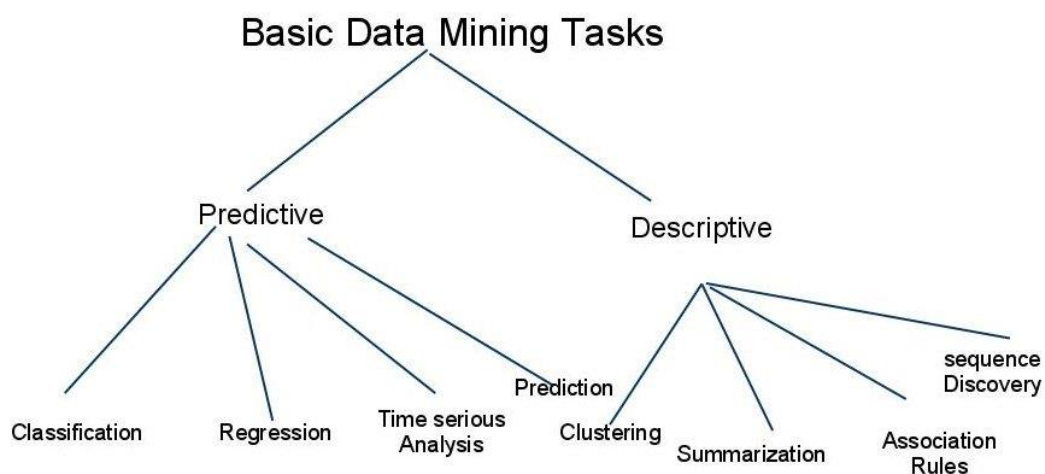 Basic Data Mining Tasks
Predictive
Descriptive
Classification
Regression
Time serious
Analysis
Prediction
Clustering
Summarization
Association
Rules
sequence
Discovery